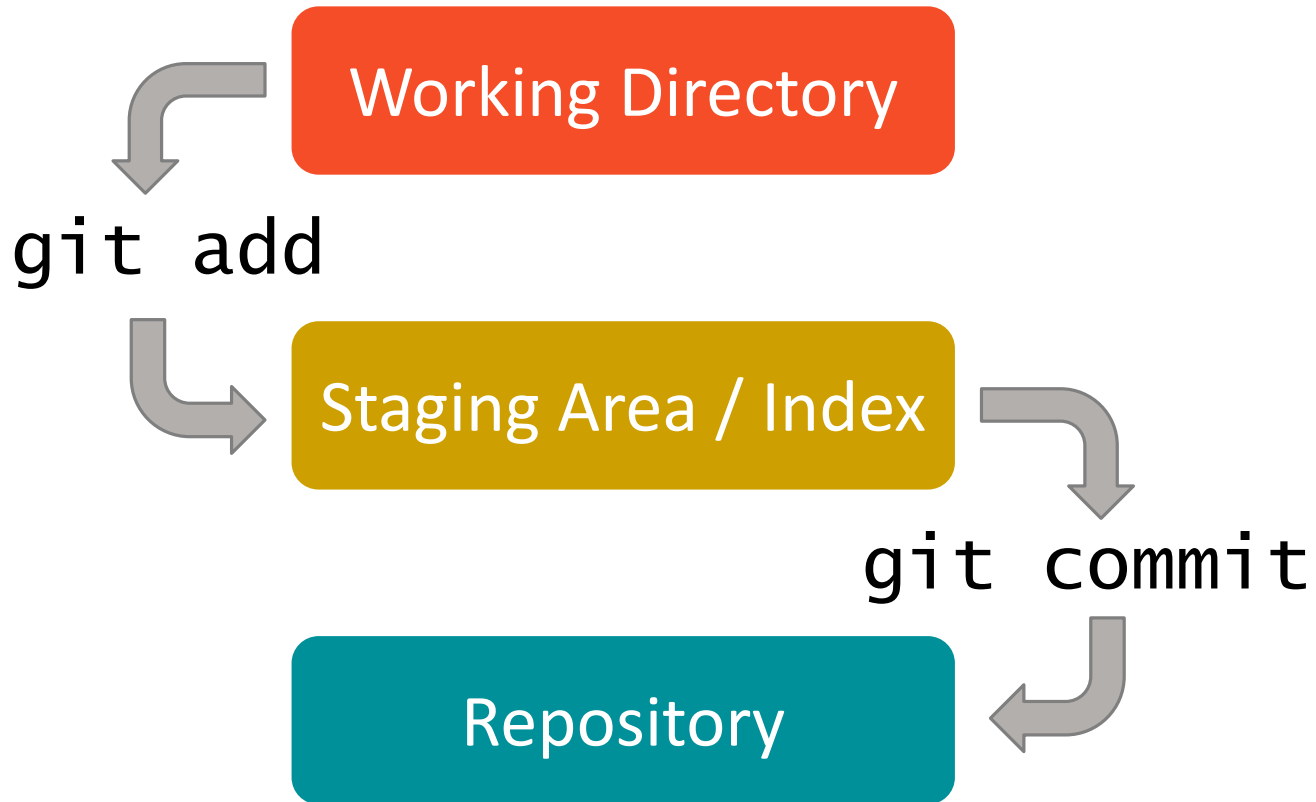 Working Directory
git add
Staging Area / Index
git commit
Repository